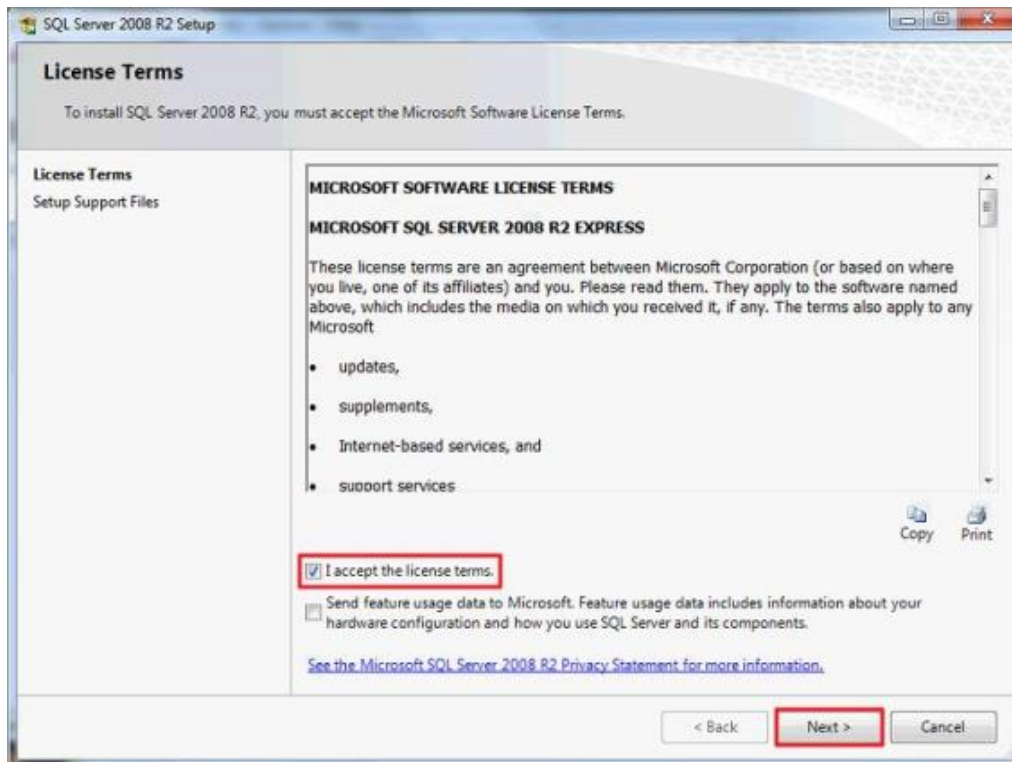 SQL Server 2008 R2 Setup
License Terms
To install SQL Server 2008 R2, you must accept the Microsoft Software License Terms.
License Terms
Setup Support Files
MICROSOFT SOFTWARE LICENSE TERMS
MICROSOFT SQL SERVER 2008 R2 EXPRESS
These license terms are an agreement between Microsoft Corporation (or based on where
you live, one of its affiliates) and you. Please read them. They apply to the software named
above, which includes the media on which you received it, if any. The terms also apply to any
Microsoft
• updates,
• supplements,
• Internet-based services, and
• support services
Copy Print
I accept the license terms.
Send feature usage data to Microsoft. Feature usage data includes information about your
hardware configuration and how you use SQL Server and its components.
See the Microsoft SQL Server 2008 R2 Privacy Statement for more information.
< Back Next > Cancel